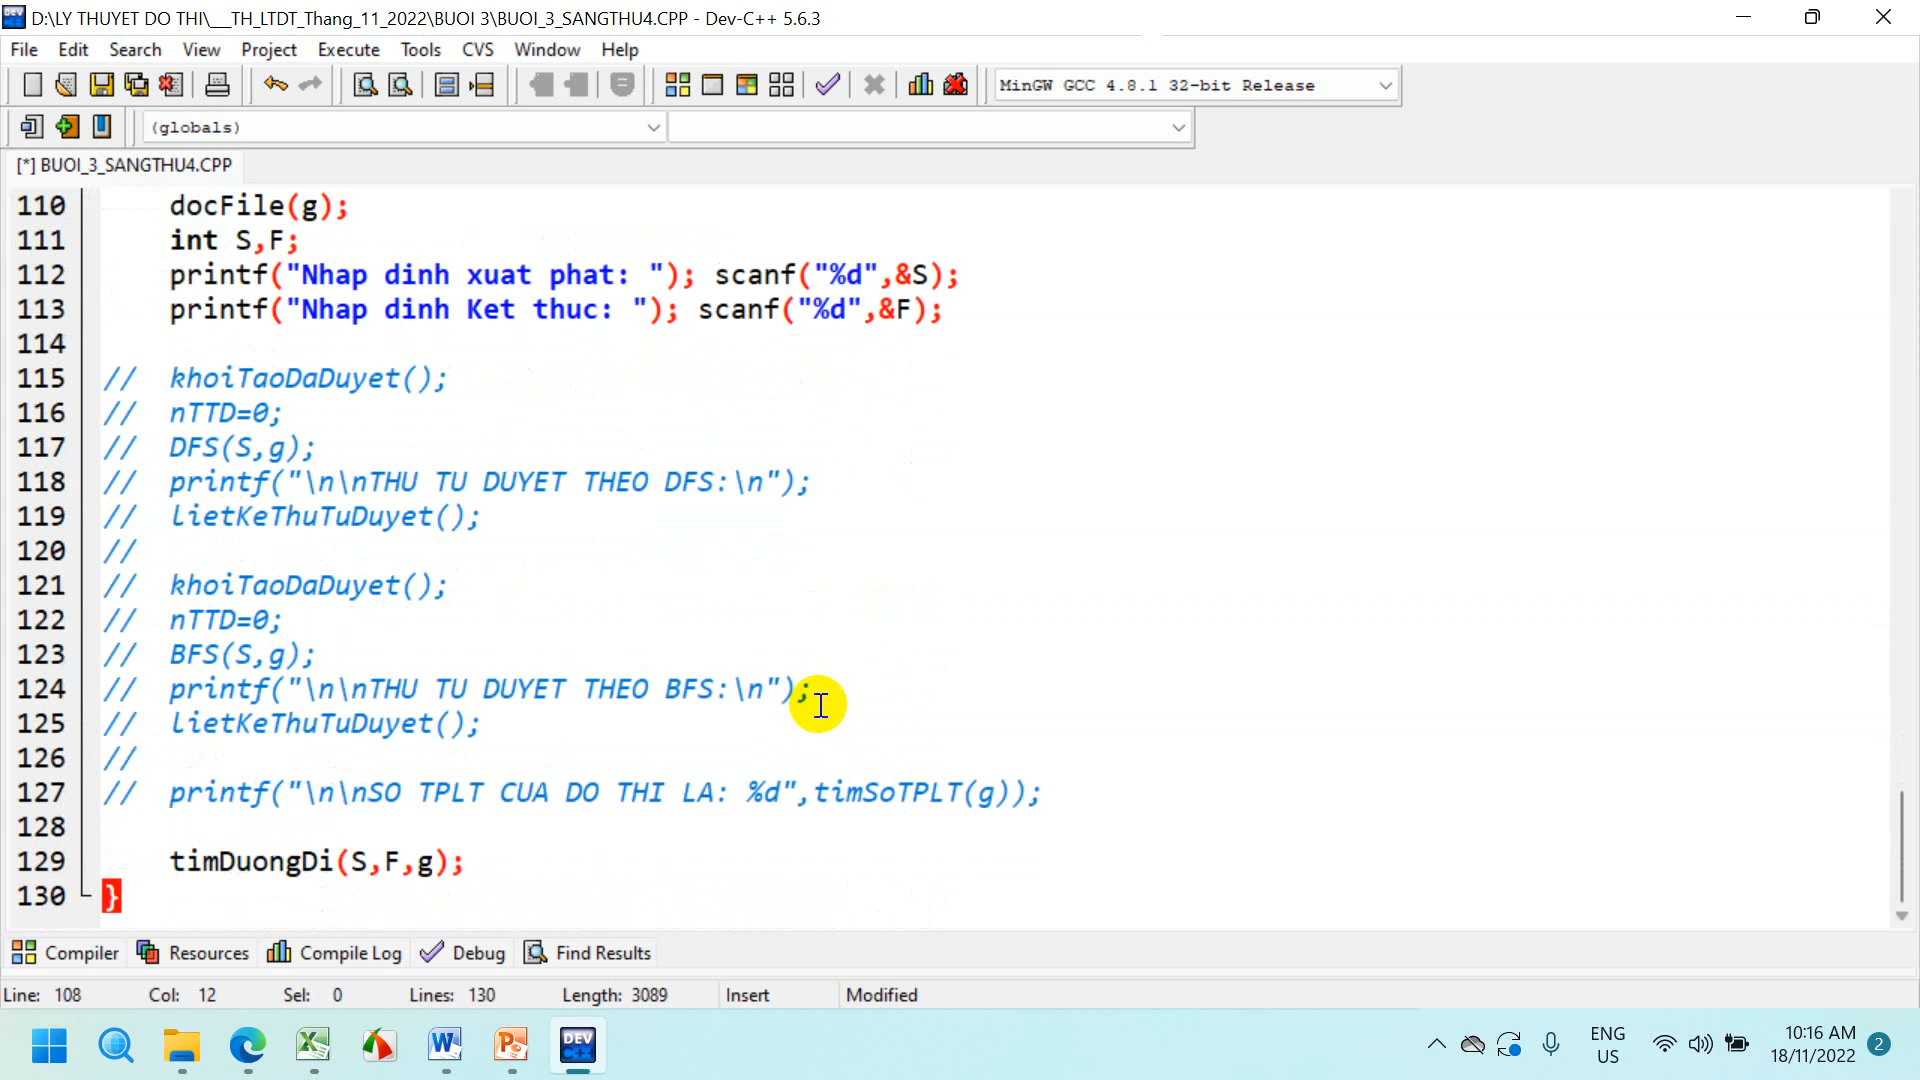 D:\LY THUYET DO THI\__TH_LTDT_Thang_11_2022\BUOI 3\BUOI_3_SANGTHU4.CPP - Dev-C++ 5.6.3
File Edit Search View Project Execute Tools CVS Window Help
MinGW GCC 4.8.1 32-bit Release
(globals)
[*] BUOI_3_SANGTHU4.CPP
110 docFile(g);
111 int S,F;
112 printf("Nhap dinh xuat phat: "); scanf("%d",&S);
113 printf("Nhap dinh Ket thuc: "); scanf("%d",&F);
114
115 // khoiTaoDaDuyet();
116 // nTTD=0;
117 // DFS(S,g);
118 // printf("\n\nTHU TU DUYET THEO DFS:\n");
119 // lietKeThuTuDuyet();
120 //
121 // khoiTaoDaDuyet();
122 // nTTD=0;
123 // BFS(S,g);
124 // printf("\n\nTHU TU DUYET THEO BFS:\n");
125 // lietKeThuTuDuyet();
126 //
127 // printf("\n\nSO TPLT CUA DO THI LA: %d",timSoTPLT(g));
128
129 timDuongDi(S,F,g);
130 }
Compiler Resources Compile Log Debug Find Results
Line: 108 Col: 12 Sel: 0 Lines: 130 Length: 3089 Insert Modified
DEV C++
ENG
US
10:16 AM
18/11/2022
2